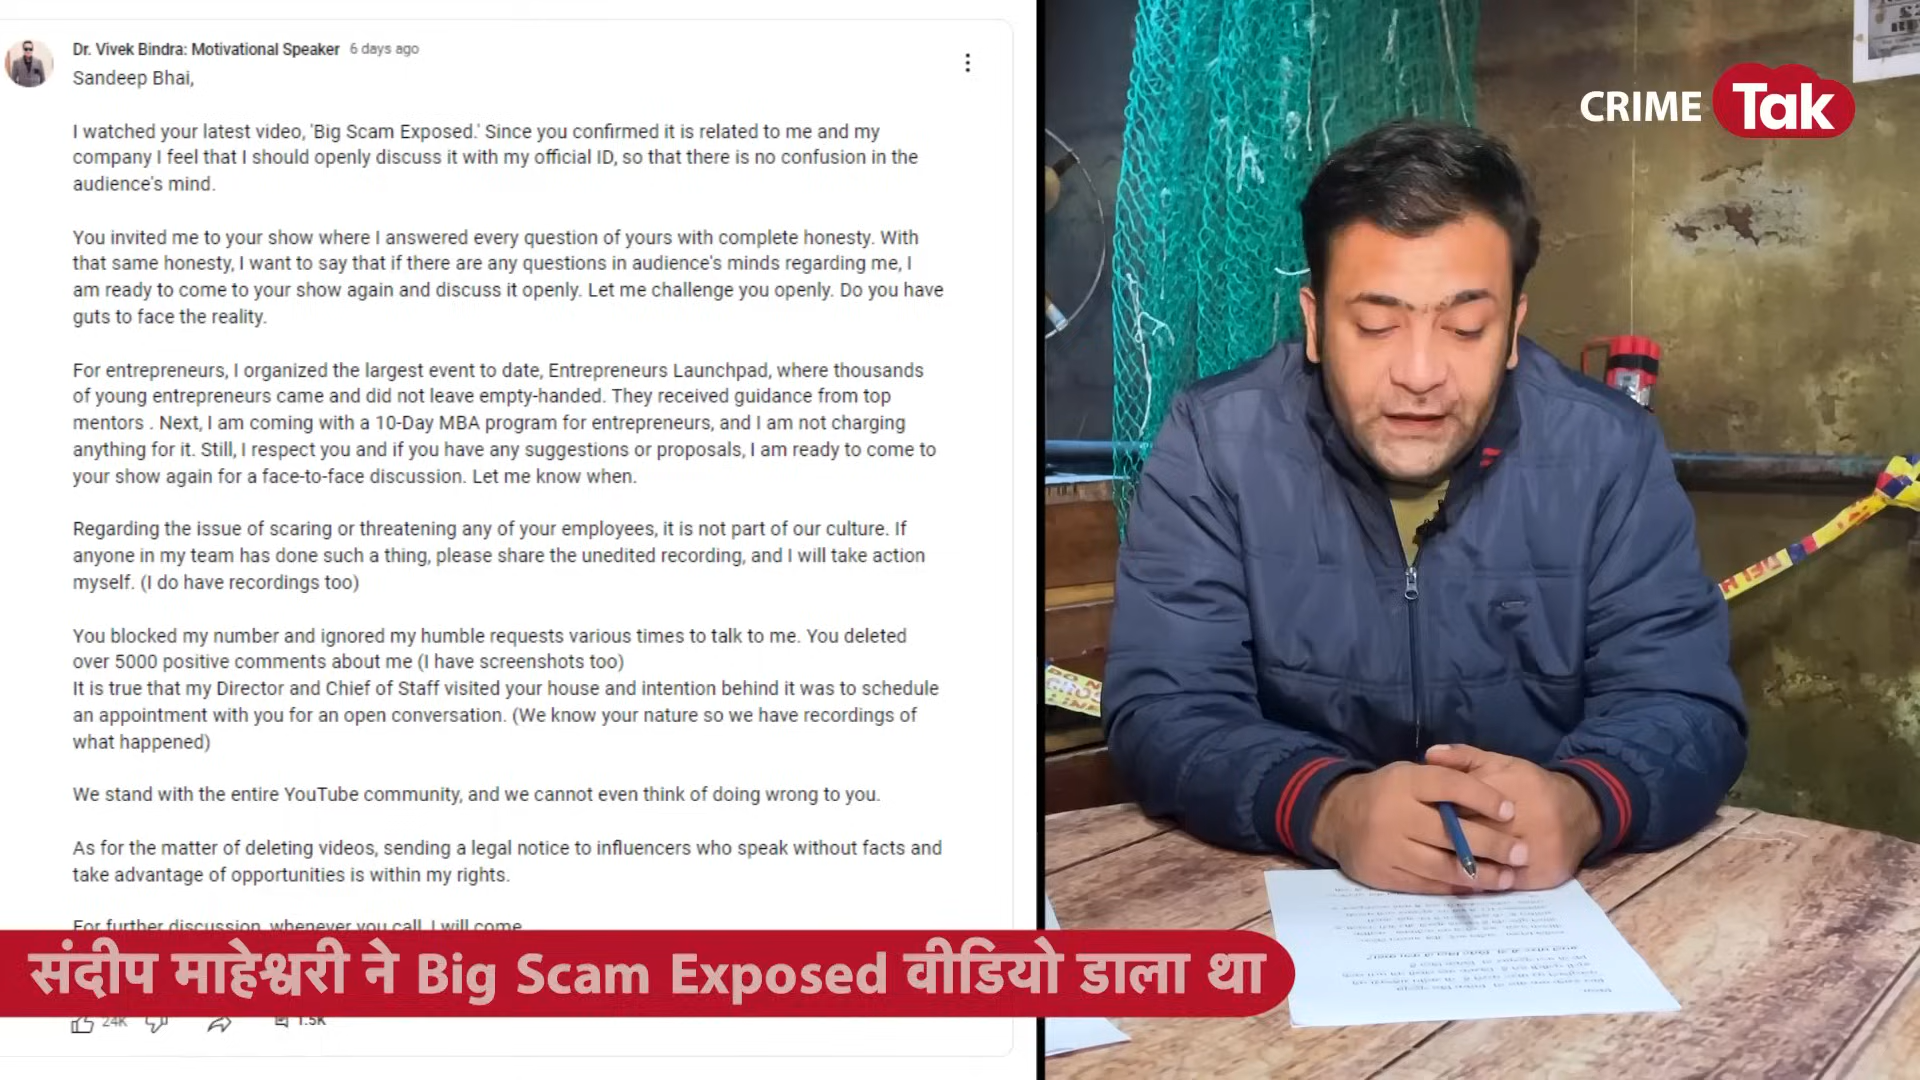 Dr. Vivek Bindra: Motivational Speaker 6 days ago
Sandeep Bhai,
I watched your latest video, 'Big Scam Exposed.' Since you confirmed it is related to me and my
company I feel that I should openly discuss it with my official ID, so that there is no confusion in the
audience's mind.
You invited me to your show where I answered every question of yours with complete honesty. With
that same honesty, I want to say that if there are any questions in audience's minds regarding me, I
am ready to come to your show again and discuss it openly. Let me challenge you openly. Do you have
guts to face the reality.
For entrepreneurs, I organized the largest event to date, Entrepreneurs Launchpad, where thousands
of young entrepreneurs came and did not leave empty-handed. They received guidance from top
mentors . Next, I am coming with a 10-Day MBA program for entrepreneurs, and I am not charging
anything for it. Still, I respect you and if you have any suggestions or proposals, I am ready to come to
your show again for a face-to-face discussion. Let me know when.
Regarding the issue of scaring or threatening any of your employees, it is not part of our culture. If
anyone in my team has done such a thing, please share the unedited recording, and I will take action
myself. (I do have recordings too)
You blocked my number and ignored my humble requests various times to talk to me. You deleted
over 5000 positive comments about me (I have screenshots too)
It is true that my Director and Chief of Staff visited your house and intention behind it was to schedule
an appointment with you for an open conversation. (We know your nature so we have recordings of
what happened)
We stand with the entire YouTube community, and we cannot even think of doing wrong to you.
As for the matter of deleting videos, sending a legal notice to influencers who speak without facts and
take advantage of opportunities is within my rights.
For further discussion, whenever you call, I will come
24K 1.5K
संदीप माहेश्वरी ने Big Scam Exposed वीडियो डाला था
CRIME Tak